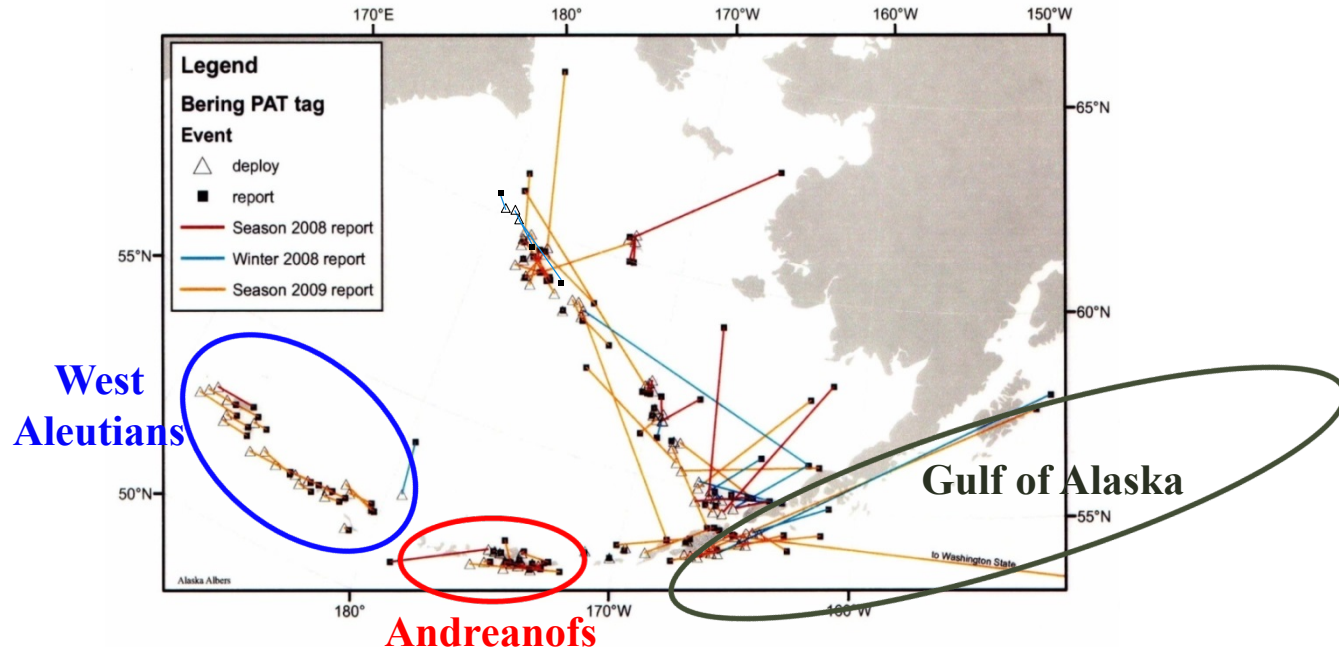 170°E 180° 170°W 160°W 150°W
Legend
Bering PAT tag
Event
deploy
report
Season 2008 report
Winter 2008 report
Season 2009 report
65°N
55°N
60°N
West
Aleutians
Gulf of Alaska
50°N
55°N
to Washington State
Alaska Albers
180° 170°W 160°W
Andreanofs